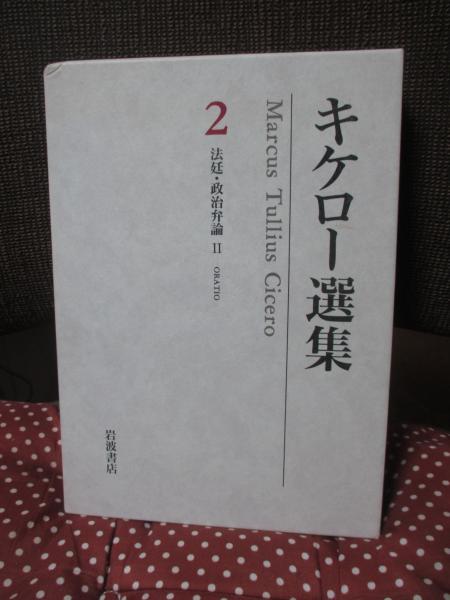 キケロー選集
Marcus Tullius Cicero
2
法廷・政治弁論 II
ORATIO
岩波書店